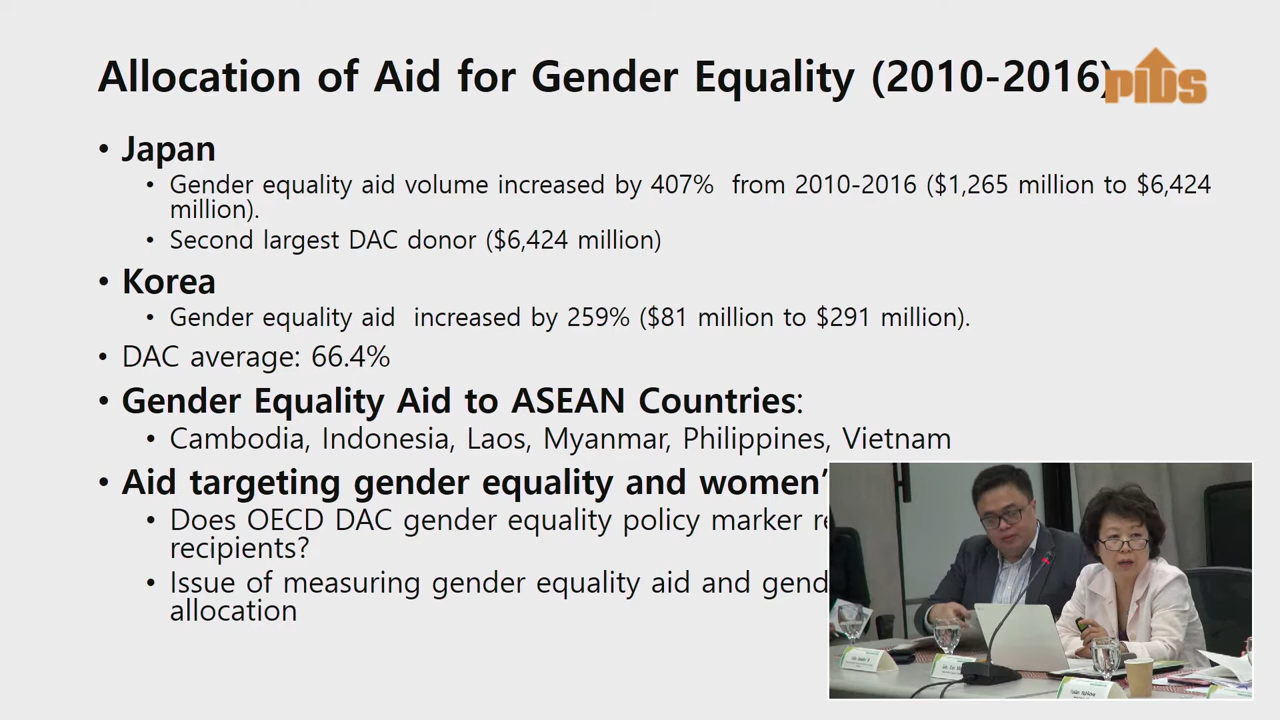 Allocation of Aid for Gender Equality (2010-2016)
PIDS
• Japan
• Gender equality aid volume increased by 407% from 2010-2016 ($1,265 million to $6,424
million).
• Second largest DAC donor ($6,424 million)
• Korea
• Gender equality aid increased by 259% ($81 million to $291 million).
• DAC average: 66.4%
• Gender Equality Aid to ASEAN Countries:
• Cambodia, Indonesia, Laos, Myanmar, Philippines, Vietnam
• Aid targeting gender equality and women'
• Does OECD DAC gender equality policy marker
recipients?
• Issue of measuring gender equality aid and
allocation